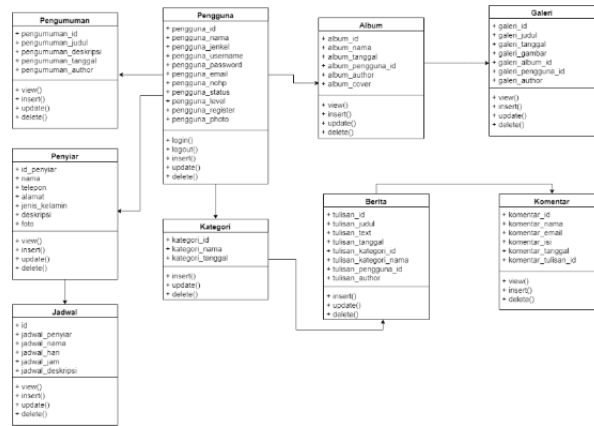 Pengumuman
+ pengumuman_id
+ pengumuman_judul
+ pengumuman_deskripsi
+ pengumuman_tanggal
+ pengumuman_author
+ view()
+ insert()
+ update()
+ delete()
Pengguna
+ pengguna_id
+ pengguna_nama
+ pengguna_jenkel
+ pengguna_username
+ pengguna_password
+ pengguna_email
+ pengguna_nohp
+ pengguna_status
+ pengguna_level
+ pengguna_register
+ pengguna_photo
+ login()
+ logout()
+ insert()
+ update()
+ delete()
Album
+ album_id
+ album_nama
+ album_tanggal
+ album_pengguna_id
+ album_author
+ album_cover
+ view()
+ insert()
+ update()
+ delete()
Galeri
+ galeri_id
+ galeri_judul
+ galeri_tanggal
+ galeri_gambar
+ galeri_album_id
+ galeri_pengguna_id
+ galeri_author
+ view()
+ insert()
+ update()
+ delete()
Penyiar
+ id_penyiar
+ nama
+ telepon
+ alamat
+ jenis_kelamin
+ deskripsi
+ foto
+ view()
+ insert()
+ update()
+ delete()
Kategori
+ kategori_id
+ kategori_nama
+ kategori_tanggal
+ insert()
+ update()
+ delete()
Berita
+ tulisan_id
+ tulisan_judul
+ tulisan_text
+ tulisan_tanggal
+ tulisan_kategori_id
+ tulisan_kategori_nama
+ tulisan_pengguna_id
+ tulisan_author
+ insert()
+ update()
+ delete()
Komentar
+ komentar_id
+ komentar_nama
+ komentar_email
+ komentar_isi
+ komentar_tanggal
+ komentar_tulisan_id
+ view()
+ insert()
+ delete()
Jadwal
+ id
+ jadwal_penyiar
+ jadwal_nama
+ jadwal_hari
+ jadwal_jam
+ jadwal_deskripsi
+ view()
+ insert()
+ update()
+ delete()